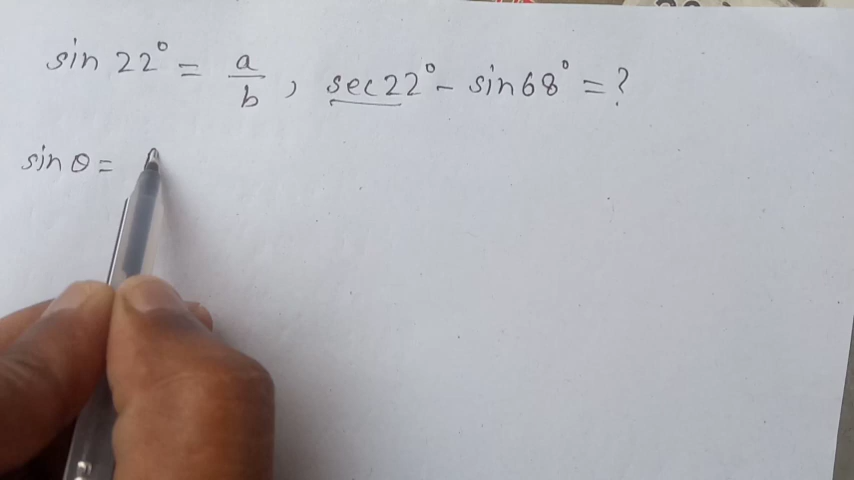 sin 22° = a/b , sec22° - sin68° = ?
sin θ =